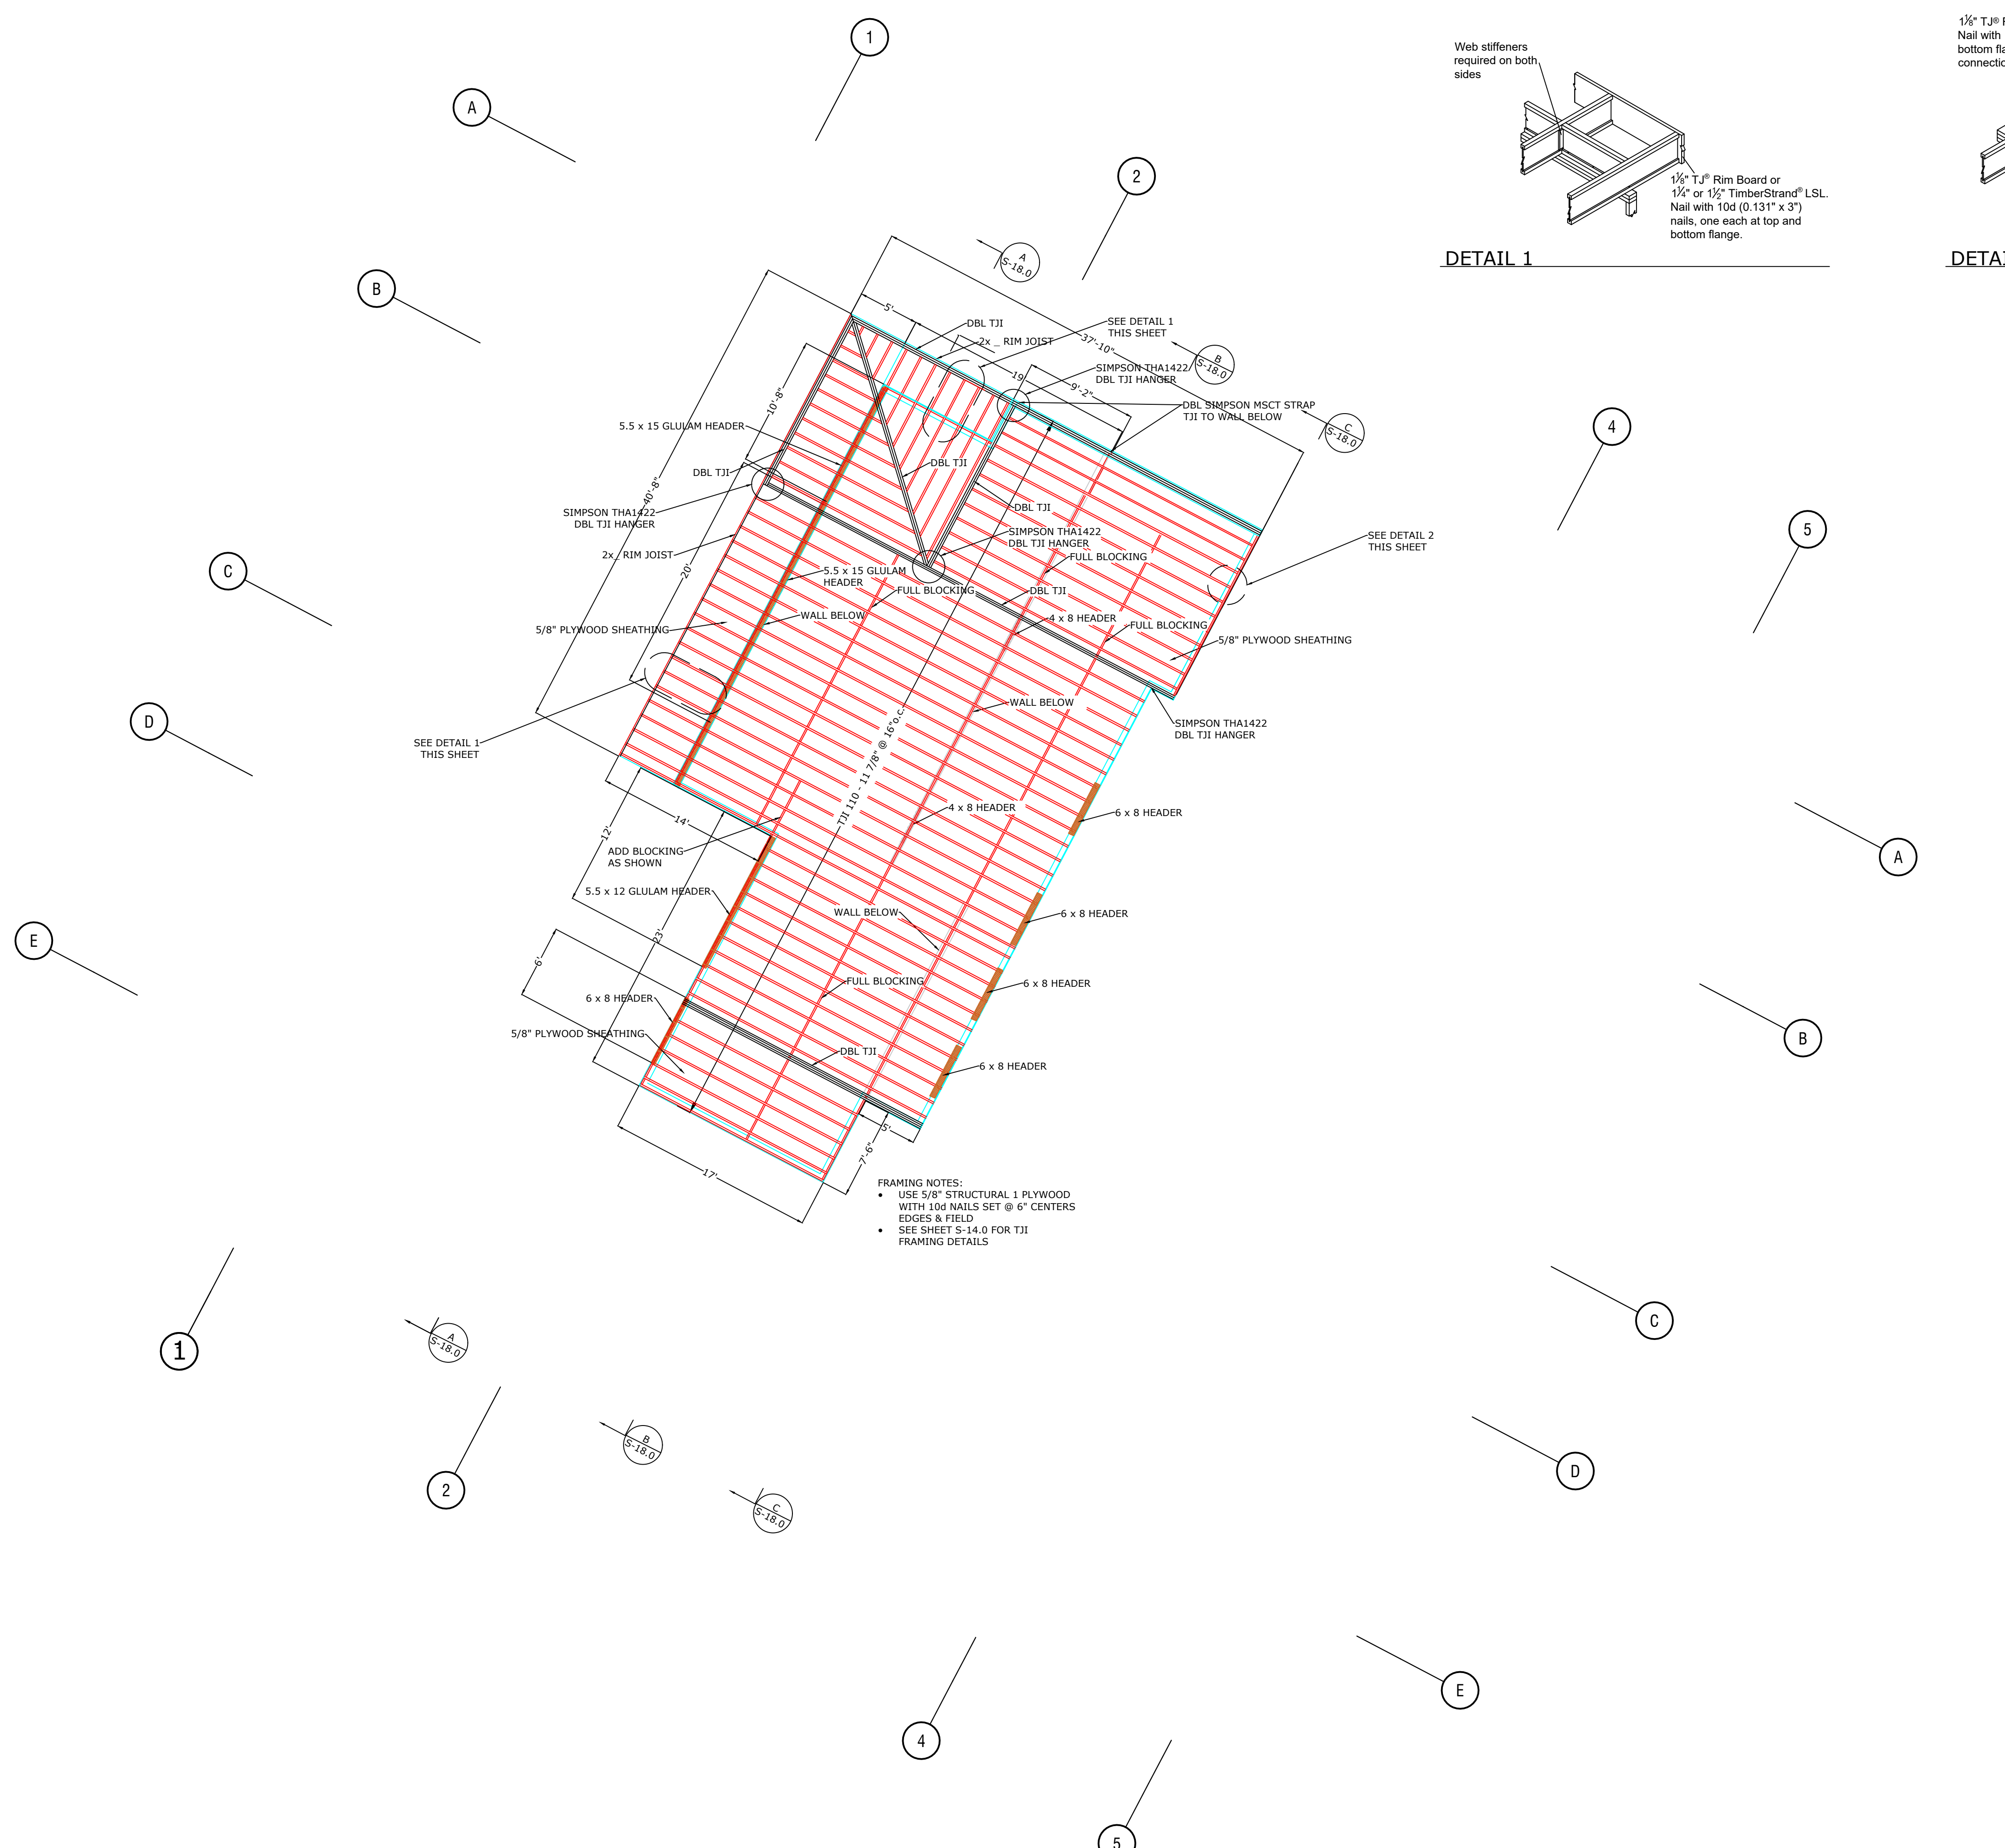 1
A
2
B
4
5
C
D
E
A
B
C
D
E
1
2
4
5
Web stiffeners
required on both
sides
1⅛" TJ® Rim Board or
1¼" or 1½" TimberStrand® LSL.
Nail with 10d (0.131" x 3")
nails, one each at top and
bottom flange.
DETAIL 1
1⅛" TJ®
Nail with
A
S-18.0
B
S-18.0
C
S-18.0
5'
37'-10"
19'
9'-2"
DBL TJI
2x _ RIM JOIST
SEE DETAIL 1
THIS SHEET
SIMPSON THA1422
DBL TJI HANGER
DBL SIMPSON MSCT STRAP
TJI TO WALL BELOW
10'-8"
40'-8"
20'
5.5 x 15 GLULAM HEADER
DBL TJI
SIMPSON THA1422
DBL TJI HANGER
2x_ RIM JOIST
DBL TJI
DBL TJI
SIMPSON THA1422
DBL TJI HANGER
FULL BLOCKING
SEE DETAIL 2
THIS SHEET
5.5 x 15 GLULAM
HEADER
FULL BLOCKING
DBL TJI
WALL BELOW
4 x 8 HEADER
FULL BLOCKING
5/8" PLYWOOD SHEATHING
5/8" PLYWOOD SHEATHING
WALL BELOW
SIMPSON THA1422
DBL TJI HANGER
SEE DETAIL 1
THIS SHEET
TJI 110 - 11 7/8" @ 16"o.c.
14'
12'
4 x 8 HEADER
6 x 8 HEADER
ADD BLOCKING
AS SHOWN
5.5 x 12 GLULAM HEADER
WALL BELOW
6 x 8 HEADER
23'
6'
FULL BLOCKING
6 x 8 HEADER
6 x 8 HEADER
5/8" PLYWOOD SHEATHING
DBL TJI
6 x 8 HEADER
5'
7'-6"
17'
FRAMING NOTES:
• USE 5/8" STRUCTURAL 1 PLYWOOD
WITH 10d NAILS SET @ 6" CENTERS
EDGES & FIELD
• SEE SHEET S-14.0 FOR TJI
FRAMING DETAILS
A
S-18.0
B
S-18.0
C
S-18.0